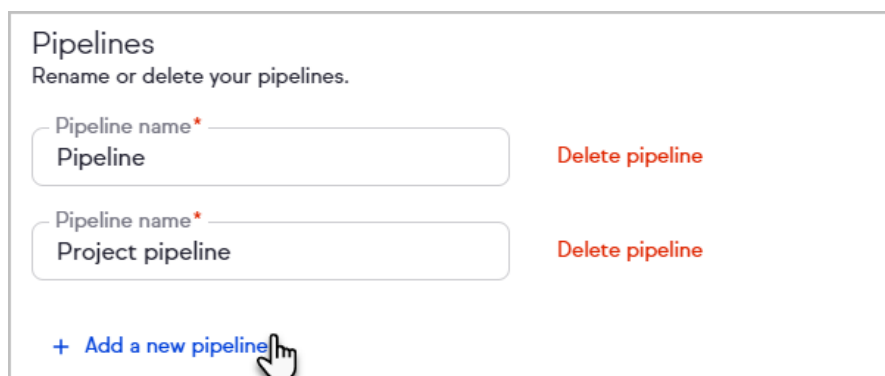 Pipelines
Rename or delete your pipelines.
Pipeline name*
Pipeline
Delete pipeline
Pipeline name*
Project pipeline
Delete pipeline
+ Add a new pipeline